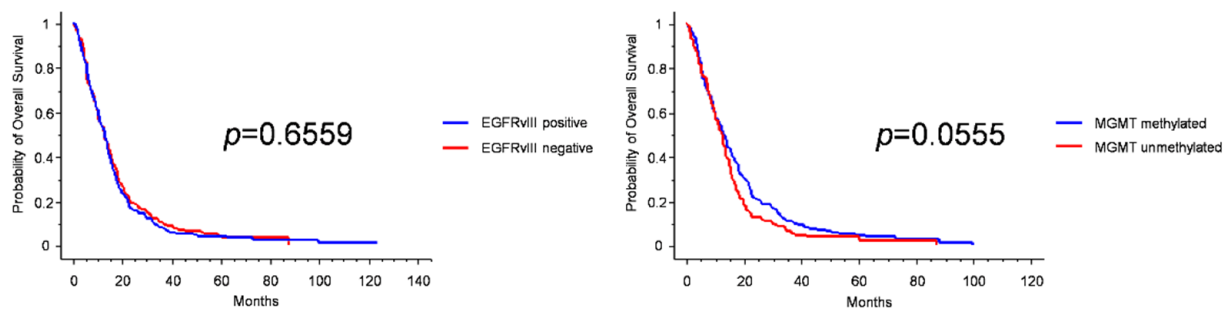 Probability of Overall Survival
1
0.8
0.6
0.4
0.2
0
0 20 40 60 80 100 120 140
Months
p=0.6559
EGFRvIII positive
EGFRvIII negative
Probability of Overall Survival
1
0.8
0.6
0.4
0.2
0
0 20 40 60 80 100 120
Months
p=0.0555
MGMT methylated
MGMT unmethylated